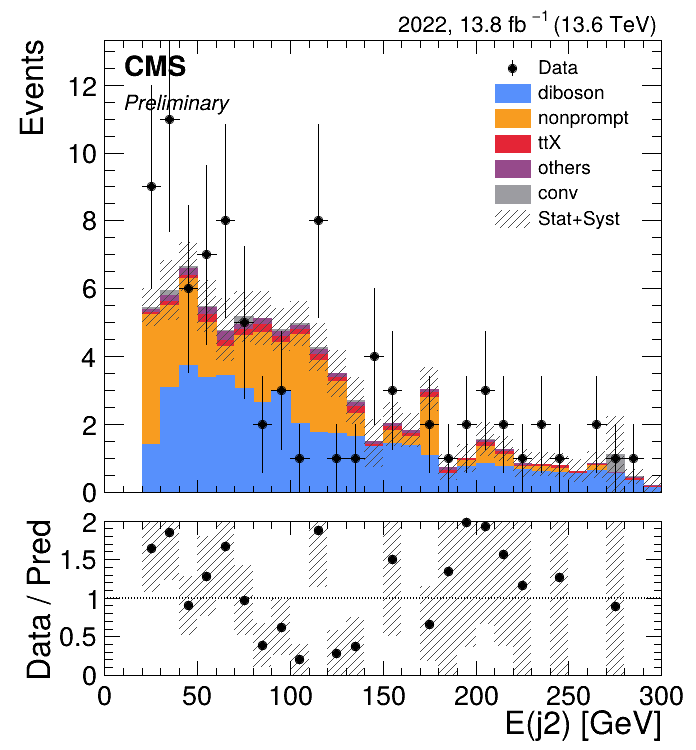 2022, 13.8 fb⁻¹ (13.6 TeV)
CMS
Preliminary
Events
12
10
8
6
4
2
0
Data
diboson
nonprompt
ttX
others
conv
Stat+Syst
Data / Pred
2
1.5
1
0.5
0
0 50 100 150 200 250 300
E(j2) [GeV]